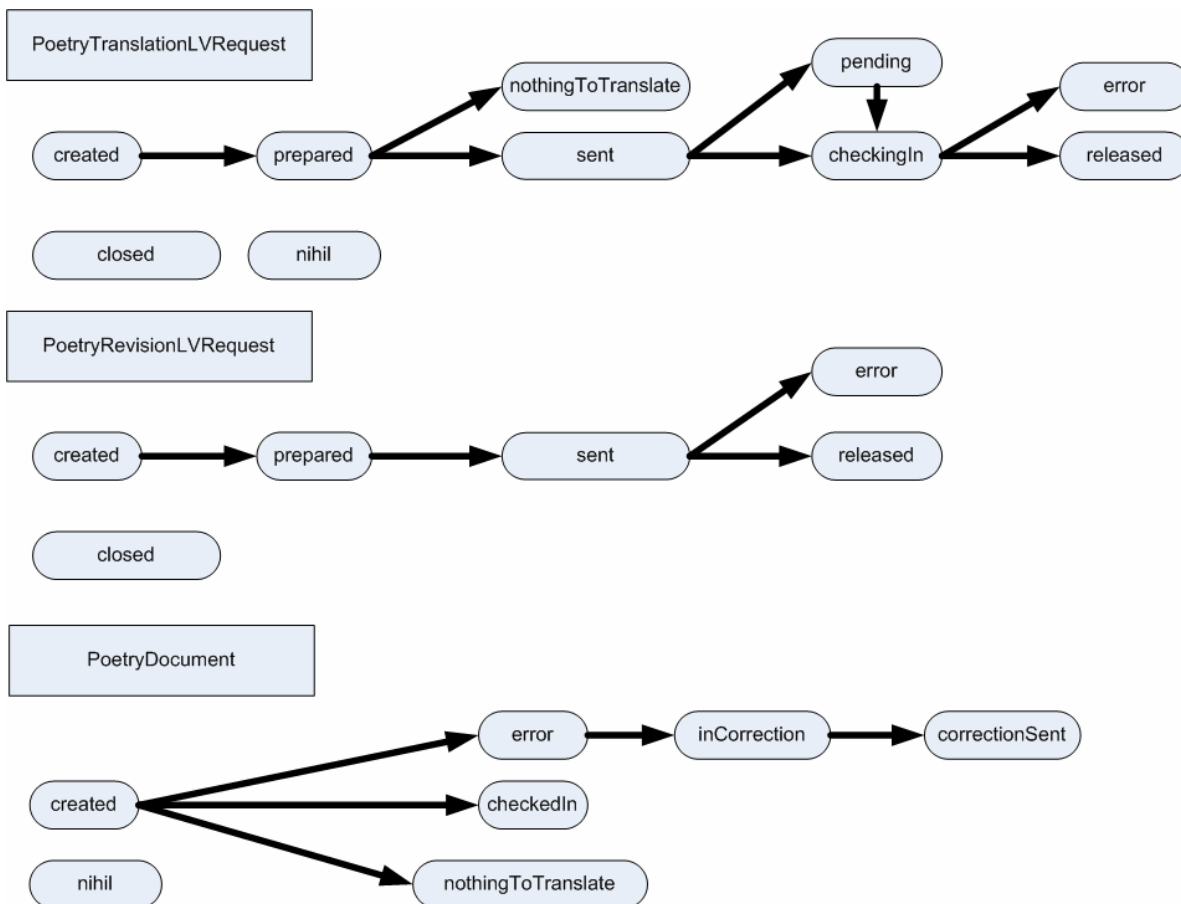 PoetryTranslationLVRequest
pending
nothingToTranslate
error
created
prepared
sent
checkingIn
released
closed
nihil
PoetryRevisionLVRequest
error
created
prepared
sent
released
closed
PoetryDocument
error
inCorrection
correctionSent
created
checkedIn
nihil
nothingToTranslate